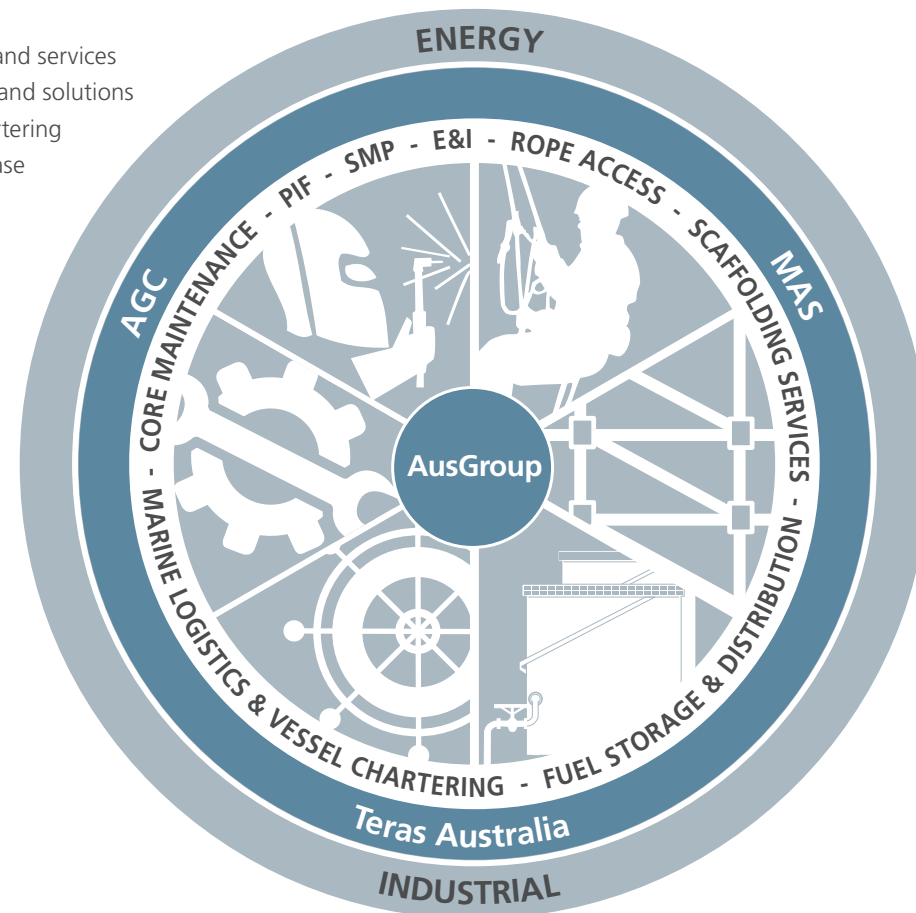 and services
and solutions
rtering
ase
ENERGY
AGC
MAS
- CORE MAINTENANCE - PIF - SMP - E&I - ROPE ACCESS - SCAFFOLDING SERVICES -
MARINE LOGISTICS & VESSEL CHARTERING - FUEL STORAGE & DISTRIBUTION
AusGroup
Teras Australia
INDUSTRIAL